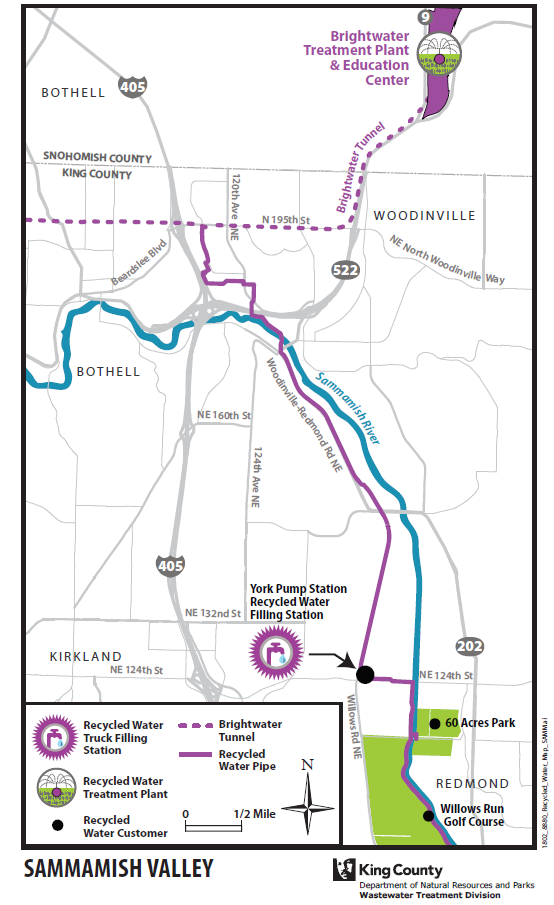 9
Brightwater
Treatment Plant
& Education
Center
BOTHELL
405
Brightwater Tunnel
SNOHOMISH COUNTY
KING COUNTY
120th Ave NE
N 195th St
WOODINVILLE
NE North Woodinville Way
Beardslee Blvd
522
BOTHELL
Sammamish River
Woodinville-Redmond Rd NE
NE 160th St
124th Ave NE
405
York Pump Station
Recycled Water
Filling Station
NE 132nd St
202
KIRKLAND
NE 124th St
NE 124th St
Willows Rd NE
60 Acres Park
REDMOND
Willows Run
Golf Course
Recycled Water
Truck Filling
Station
Brightwater
Tunnel
Recycled
Water Pipe
Recycled Water
Treatment Plant
Recycled
Water Customer
0 1/2 Mile
N
SAMMAMISH VALLEY
King County
Department of Natural Resources and Parks
Wastewater Treatment Division